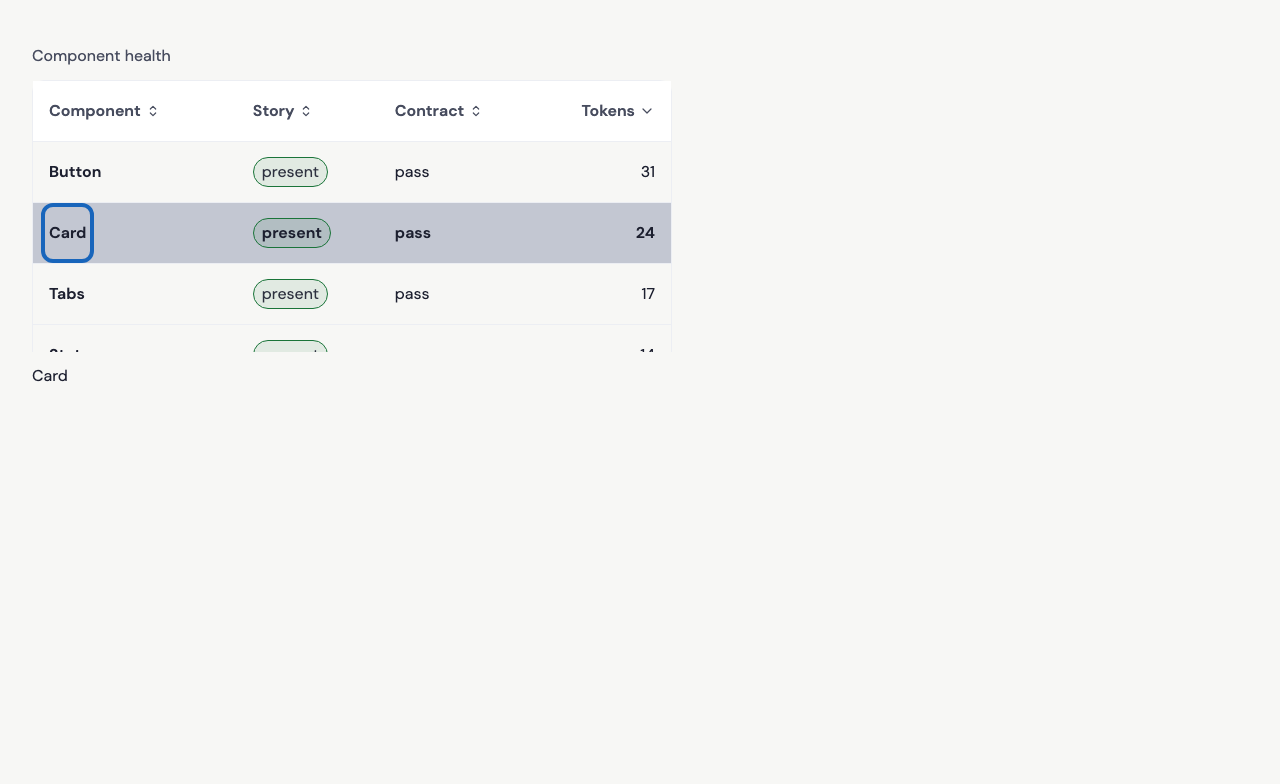 Component health
Component Story Contract Tokens
Button present pass 31
Card present pass 24
Tabs present pass 17
Card